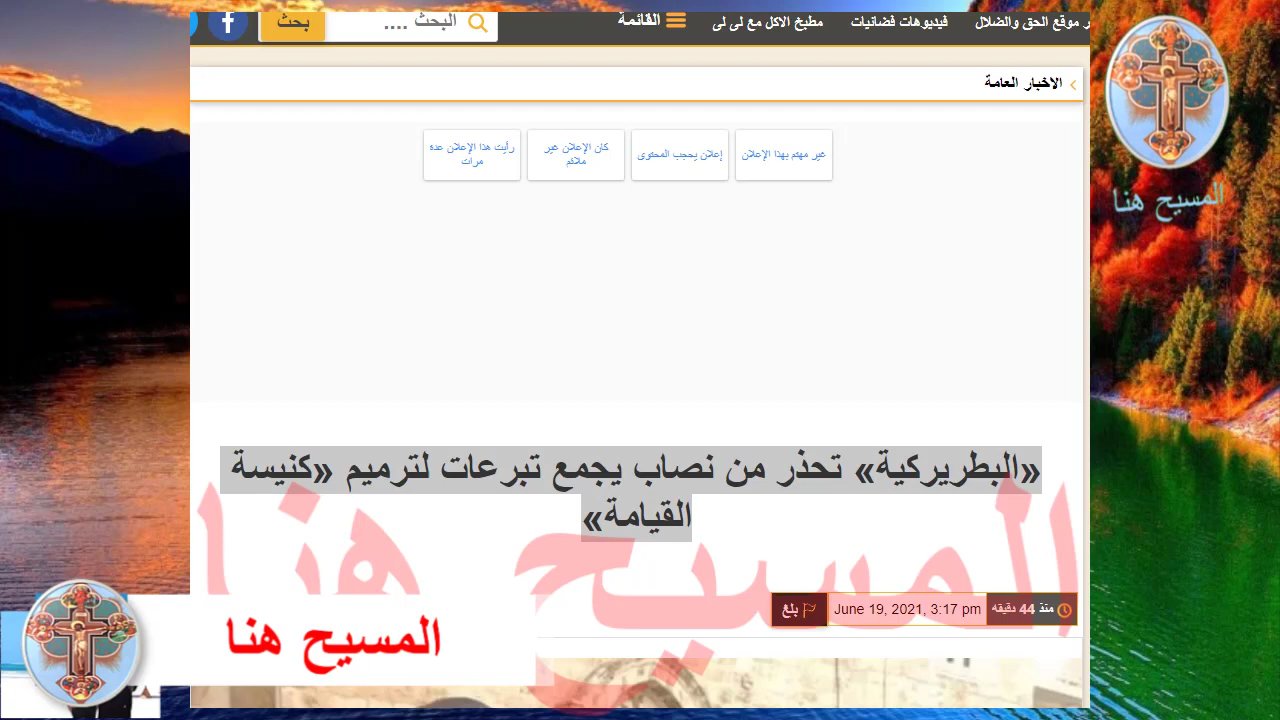 ر موقع الحق والضلال
فيديوهات فضائيات
مطبخ الاكل مع لى لى
القائمة
البحث ....
بحث
الاخبار العامة
غير مهتم بهذا الإعلان
إعلان يحجب المحتوى
كان الإعلان غير
ملائم
رأيت هذا الإعلان عدة
مرات
المسيح هنا
«البطريركية» تحذر من نصاب يجمع تبرعات لترميم «كنيسة
القيامة»
المسيح هنا
منذ 44 دقيقه
June 19, 2021, 3:17 pm
بلغ
المسيح هنا